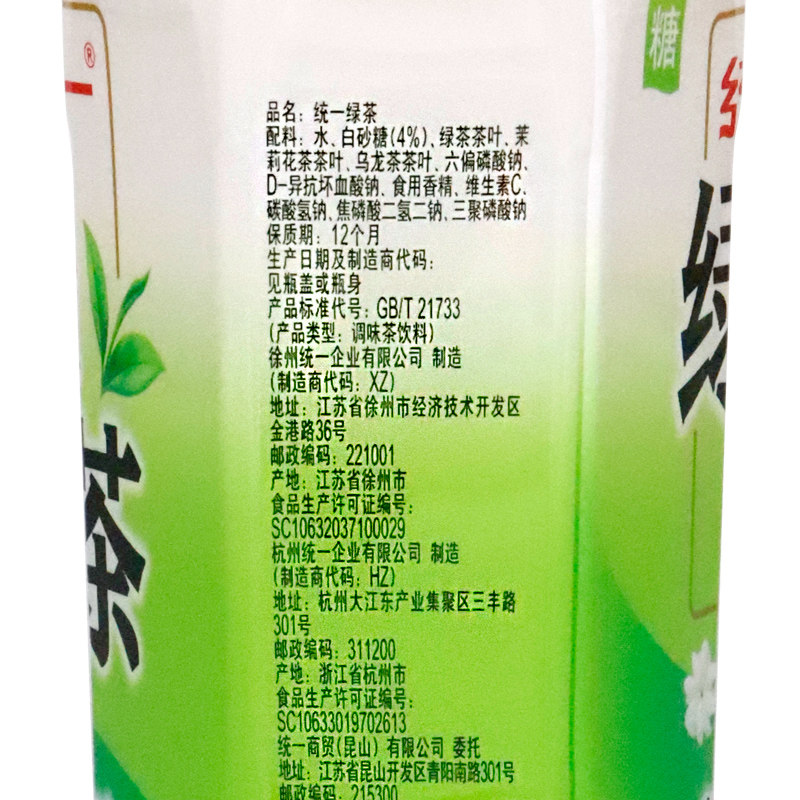 品名：统一绿茶
配料：水、白砂糖(4%)、绿茶茶叶、茉
莉花茶茶叶、乌龙茶茶叶、六偏磷酸钠、
D-异抗坏血酸钠、食用香精、维生素C、
碳酸氢钠、焦磷酸二氢二钠、三聚磷酸钠
保质期：12个月
生产日期及制造商代码：
见瓶盖或瓶身
产品标准代号：GB/T 21733
(产品类型：调味茶饮料)
徐州统一企业有限公司 制造
(制造商代码：XZ)
地址：江苏省徐州市经济技术开发区
金港路36号
邮政编码：221001
产地：江苏省徐州市
食品生产许可证编号：
SC10632037100029
杭州统一企业有限公司 制造
(制造商代码：HZ)
地址：杭州大江东产业集聚区三丰路
301号
邮政编码：311200
产地：浙江省杭州市
食品生产许可证编号：
SC10633019702613
统一商贸(昆山)有限公司 委托
地址：江苏省昆山开发区青阳南路301号
邮政编码：215300
一®
茶
糖
绿